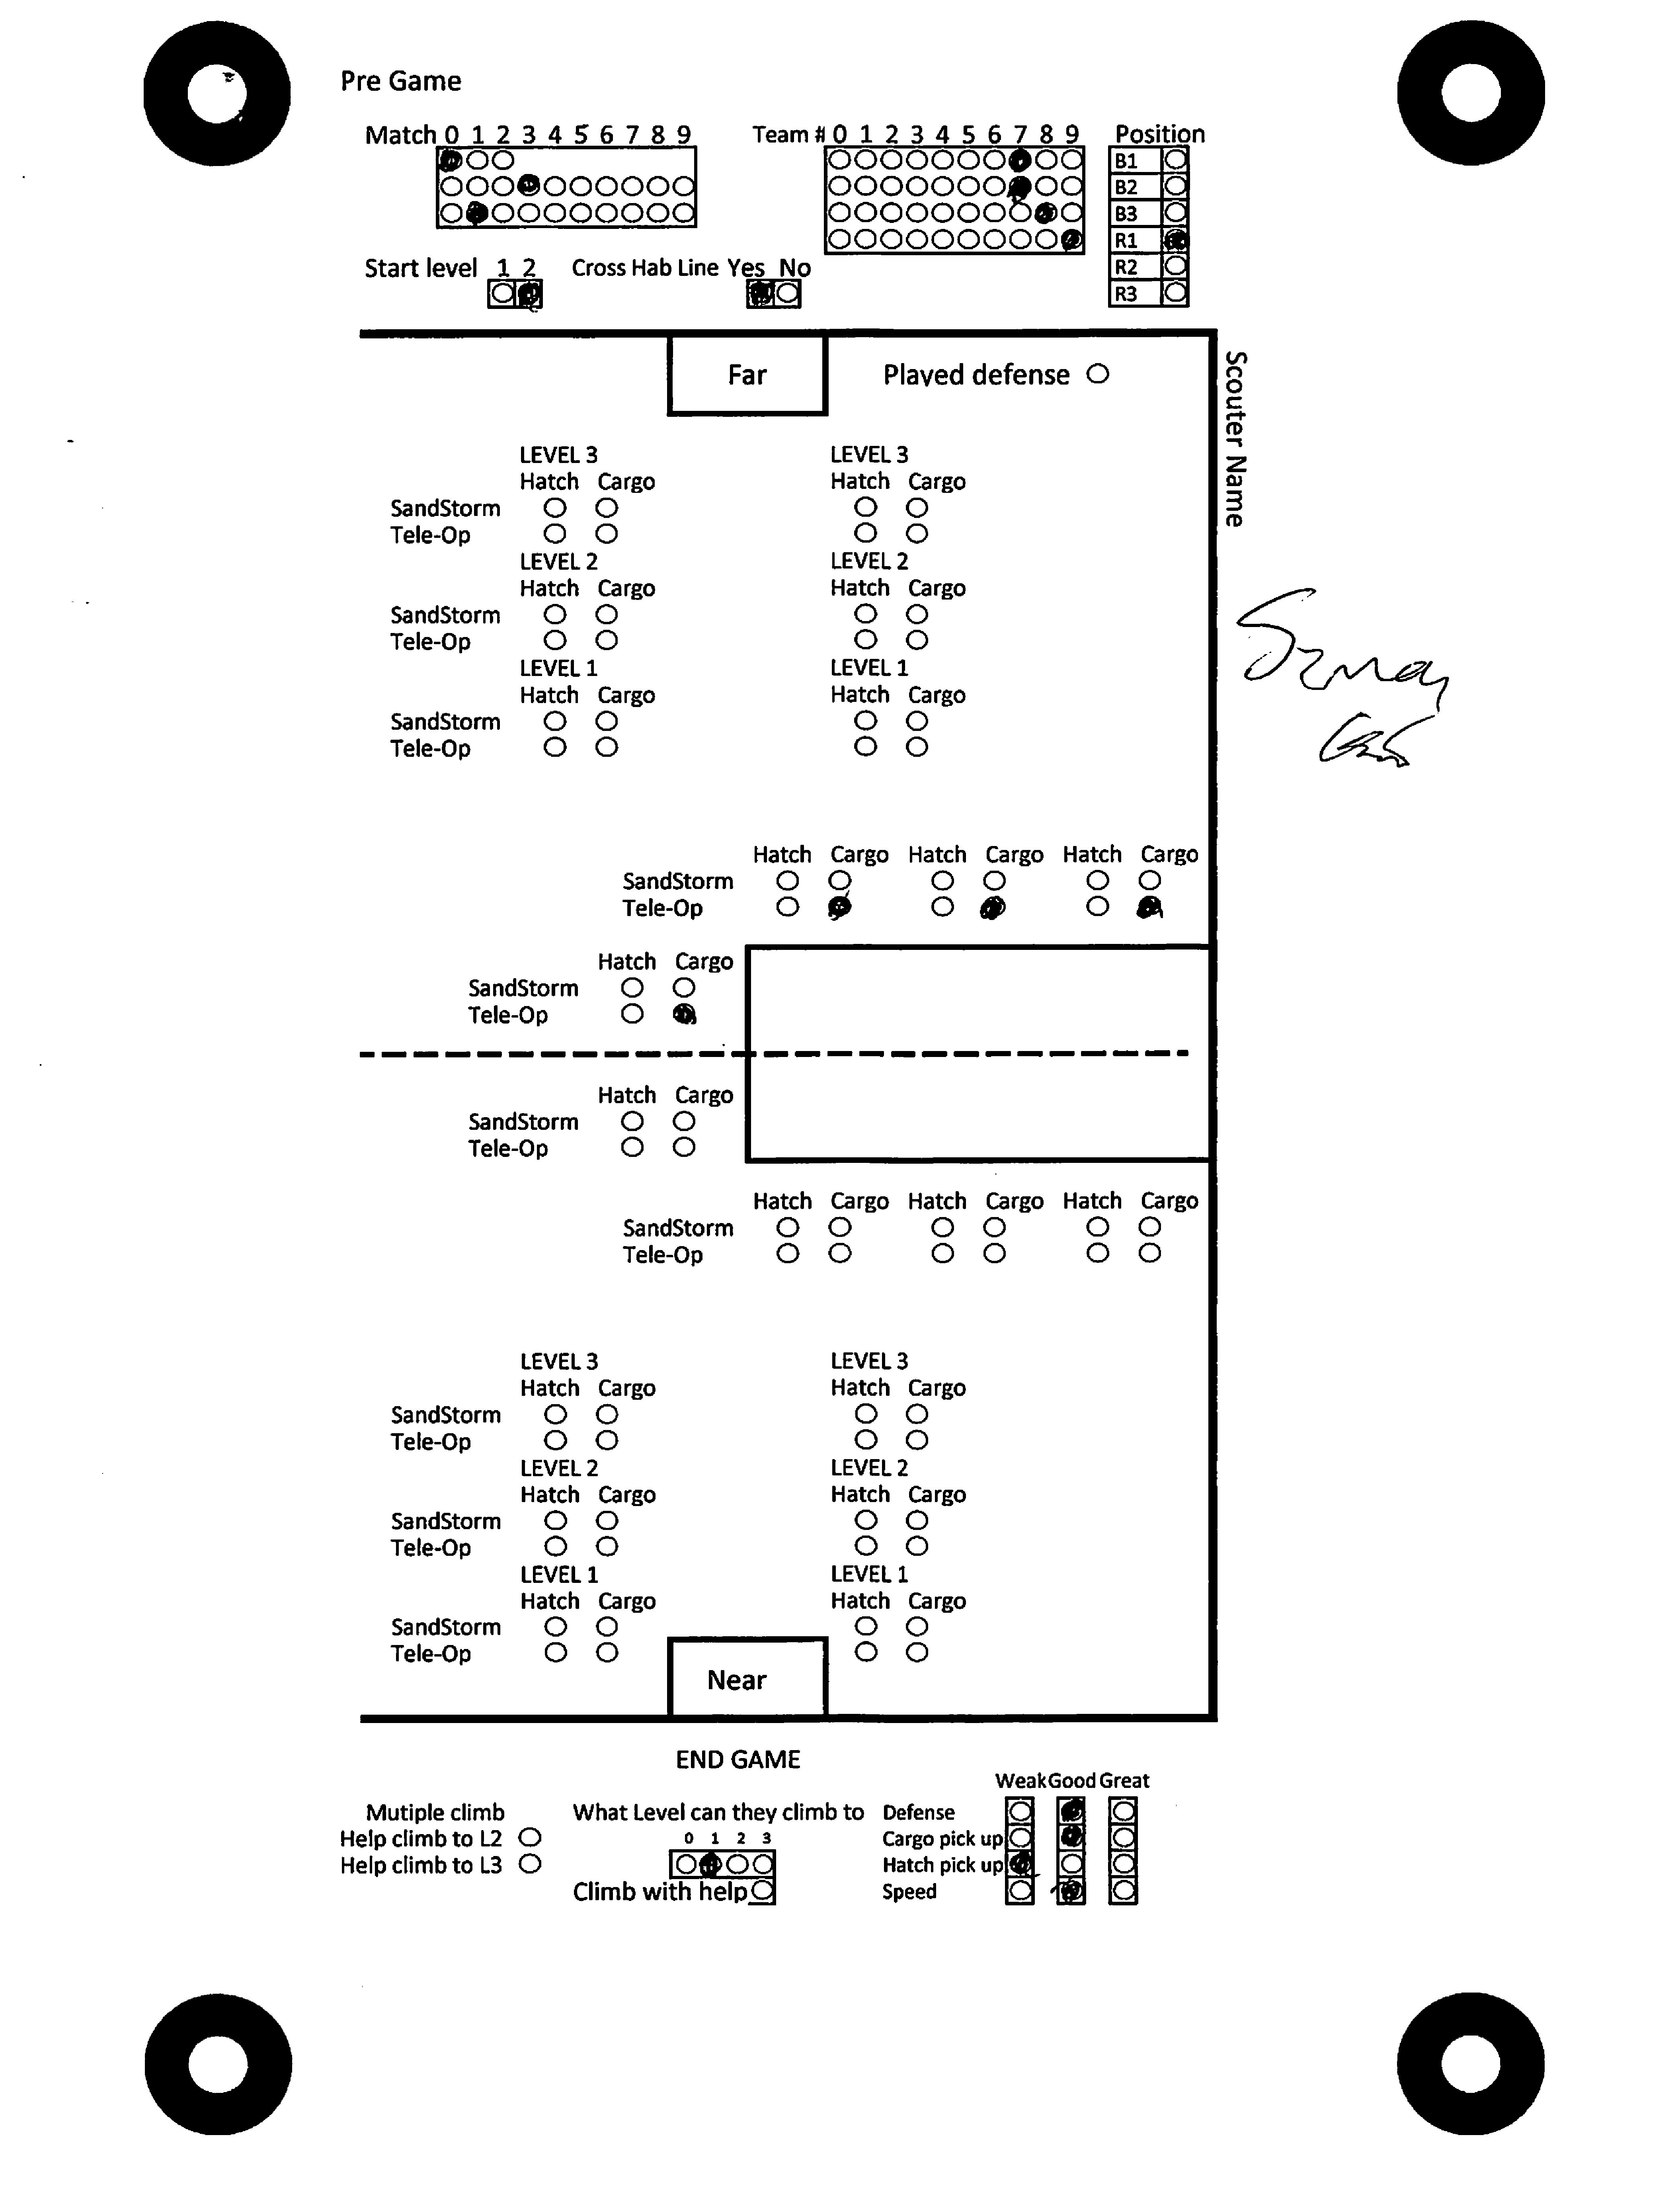 Pre Game
Match 0 1 2 3 4 5 6 7 8 9
Team # 0 1 2 3 4 5 6 7 8 9
Position
B1
B2
B3
R1
R2
R3
Start level 1 2
Cross Hab Line Yes No
Far
Played defense
Scouter Name
LEVEL 3 LEVEL 3
Hatch Cargo Hatch Cargo
SandStorm
Tele-Op
LEVEL 2 LEVEL 2
Hatch Cargo Hatch Cargo
SandStorm
Tele-Op
LEVEL 1 LEVEL 1
Hatch Cargo Hatch Cargo
SandStorm
Tele-Op
Hatch Cargo Hatch Cargo Hatch Cargo
SandStorm
Tele-Op
Hatch Cargo
SandStorm
Tele-Op
Hatch Cargo
SandStorm
Tele-Op
Hatch Cargo Hatch Cargo Hatch Cargo
SandStorm
Tele-Op
LEVEL 3 LEVEL 3
Hatch Cargo Hatch Cargo
SandStorm
Tele-Op
LEVEL 2 LEVEL 2
Hatch Cargo Hatch Cargo
SandStorm
Tele-Op
LEVEL 1 LEVEL 1
Hatch Cargo Hatch Cargo
SandStorm
Tele-Op
Near
END GAME
Mutiple climb
Help climb to L2
Help climb to L3
What Level can they climb to
0 1 2 3
Climb with help
Weak Good Great
Defense
Cargo pick up
Hatch pick up
Speed